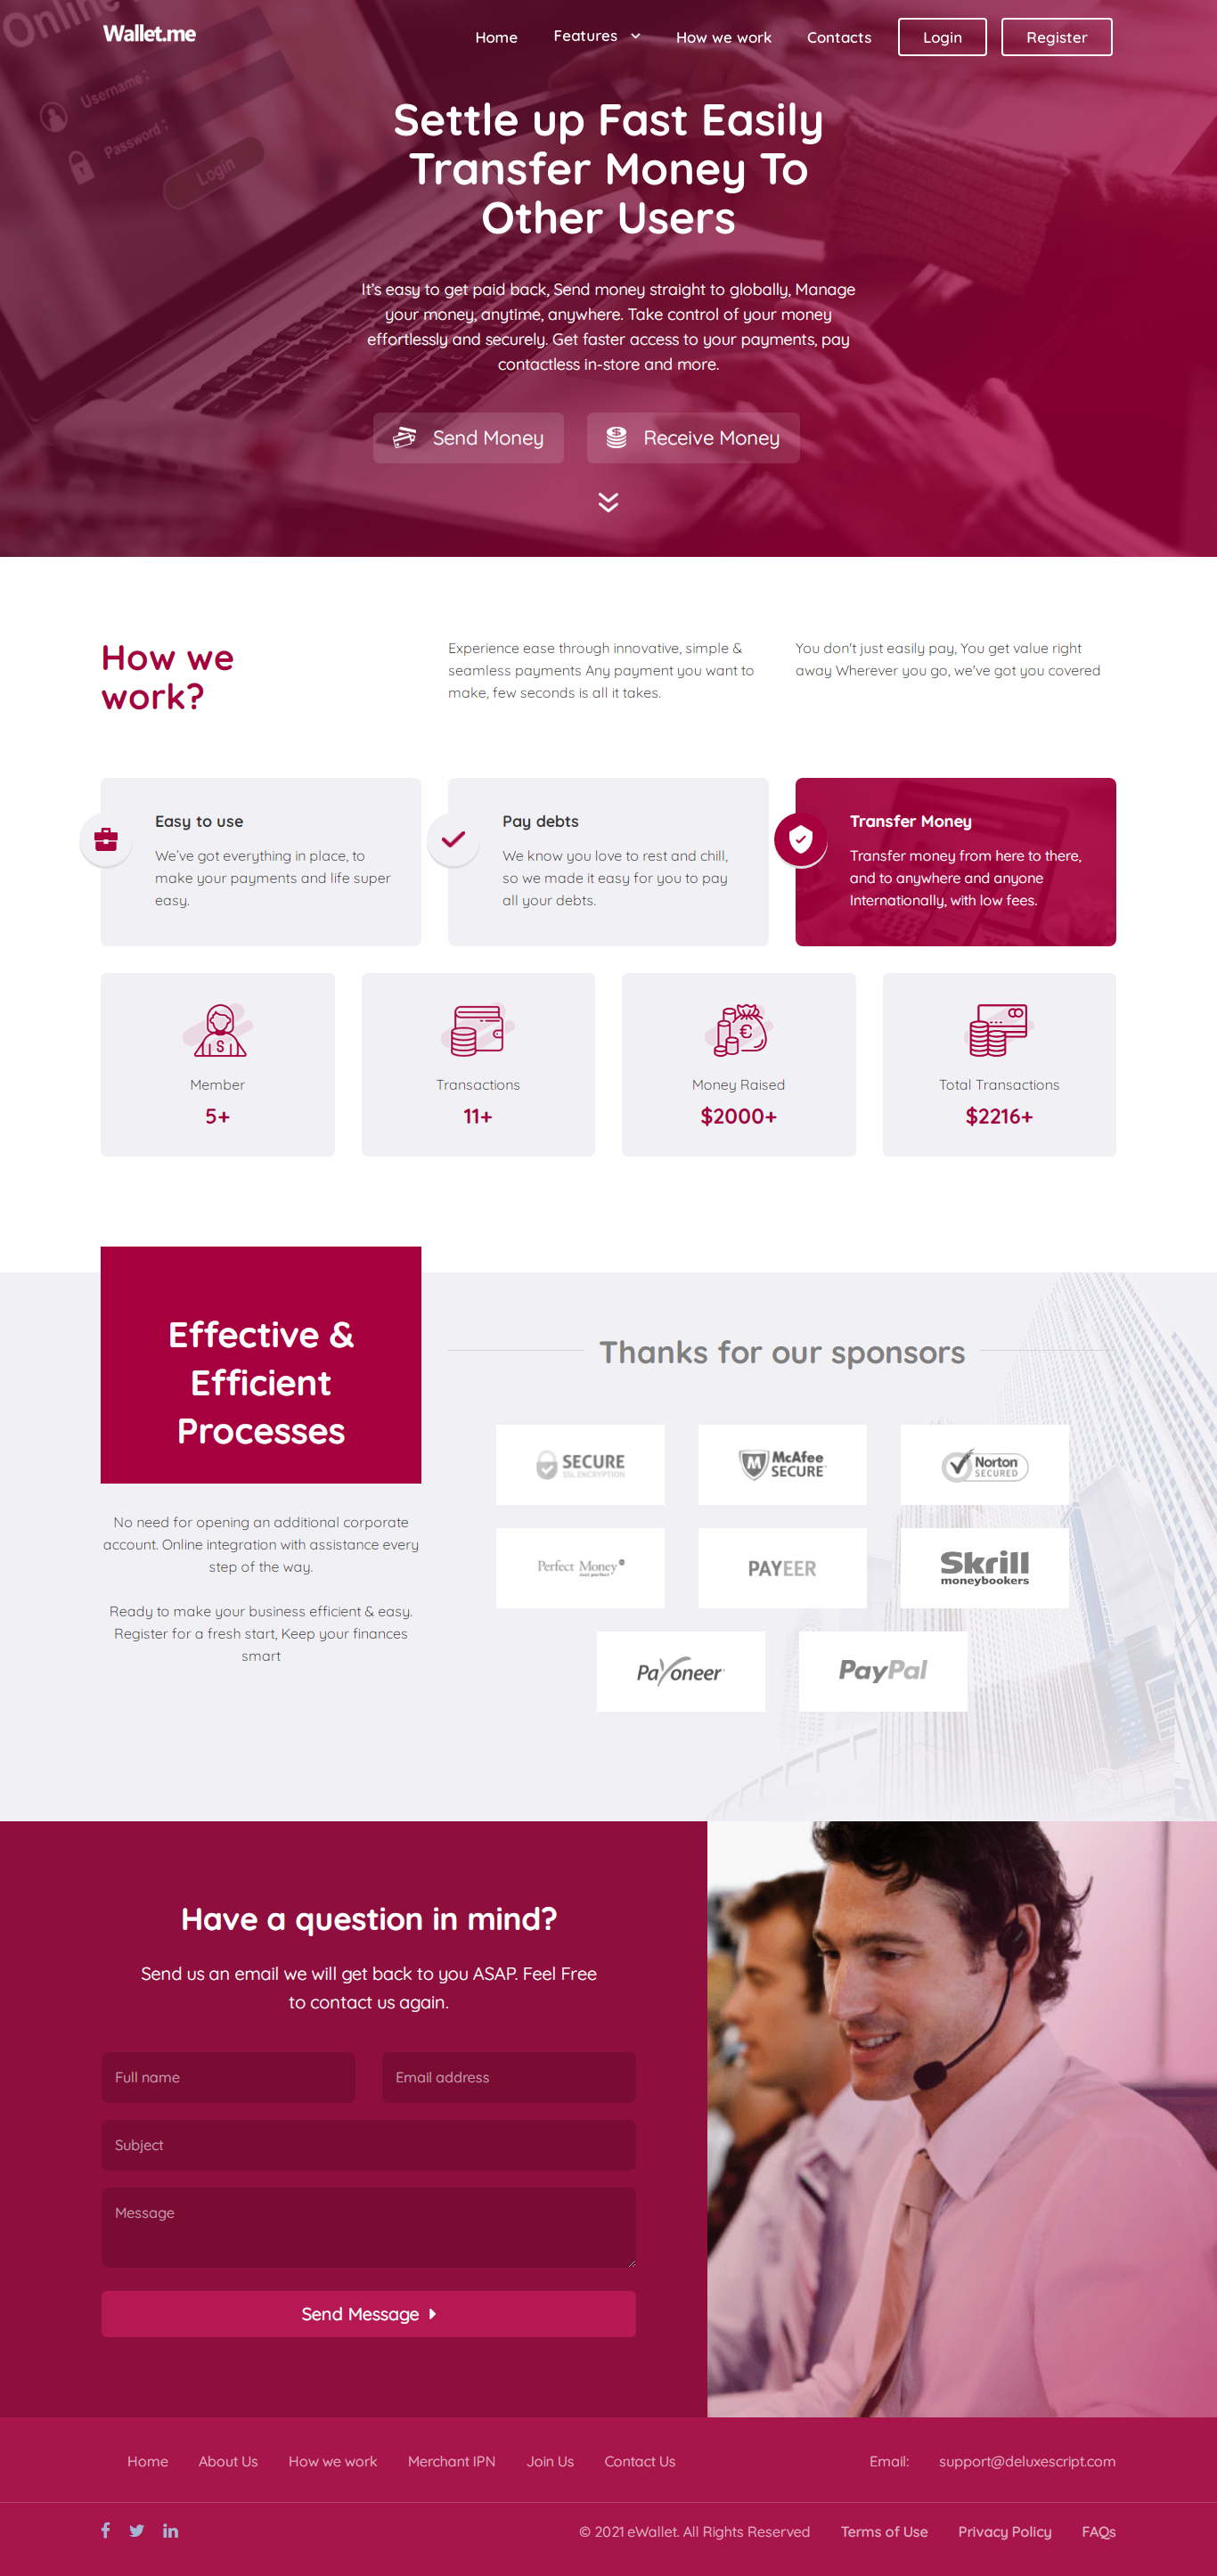 Online
Username :
Password :
Login
Wallet.me
Home
Features
How we work
Contacts
Login
Register
Settle up Fast Easily
Transfer Money To
Other Users
It's easy to get paid back, Send money straight to globally, Manage
your money, anytime, anywhere. Take control of your money
effortlessly and securely. Get faster access to your payments, pay
contactless in-store and more.
Send Money
Receive Money
How we
work?
Experience ease through innovative, simple &
seamless payments Any payment you want to
make, few seconds is all it takes.
You don't just easily pay, You get value right
away Wherever you go, we've got you covered
Easy to use
We've got everything in place, to
make your payments and life super
easy.
Pay debts
We know you love to rest and chill,
so we made it easy for you to pay
all your debts.
Transfer Money
Transfer money from here to there,
and to anywhere and anyone
Internationally, with low fees.
Member
5+
Transactions
11+
Money Raised
$2000+
Total Transactions
$2216+
Effective &
Efficient
Processes
No need for opening an additional corporate
account. Online integration with assistance every
step of the way.
Ready to make your business efficient & easy.
Register for a fresh start, Keep your finances
smart
Thanks for our sponsors
SECURE
SSL ENCRYPTION
McAfee
SECURE™
Norton
SECURED
Perfect Money
Just perfect
PAYEER
Skrill
moneybookers
Payoneer
PayPal
Have a question in mind?
Send us an email we will get back to you ASAP. Feel Free
to contact us again.
Full name
Email address
Subject
Message
Send Message
Home
About Us
How we work
Merchant IPN
Join Us
Contact Us
Email:
support@deluxescript.com
© 2021 eWallet. All Rights Reserved
Terms of Use
Privacy Policy
FAQs